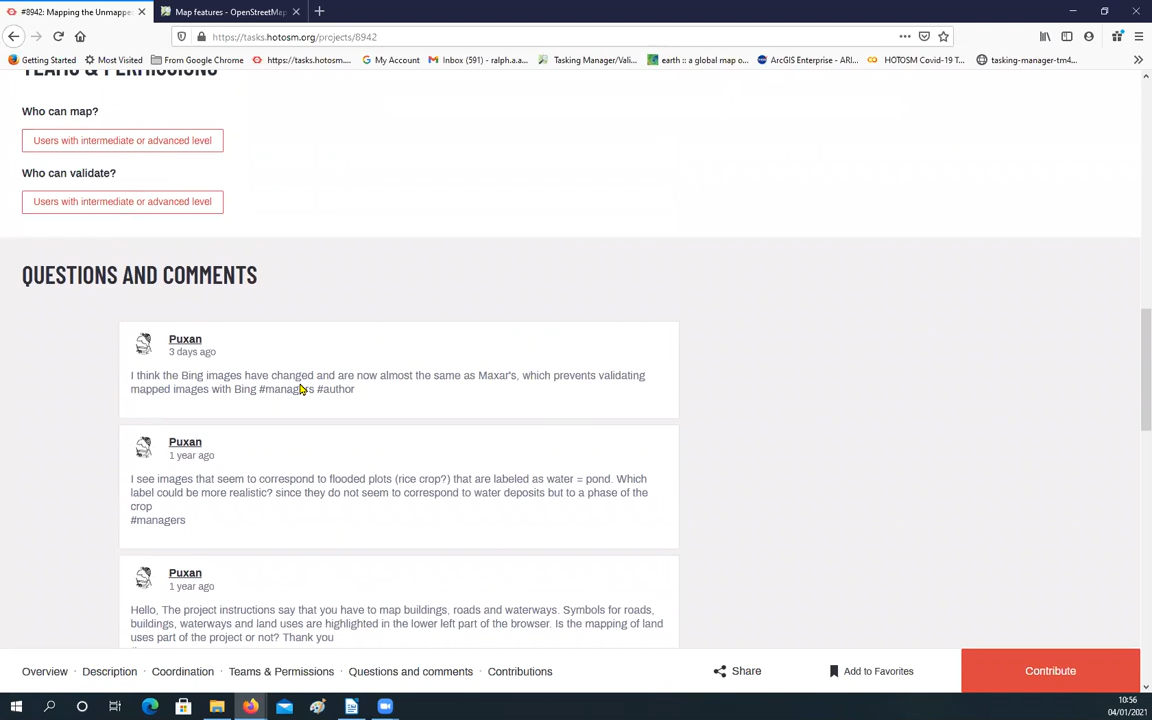 #8942: Mapping the Unmappe
Map features - OpenStreetMap
https://tasks.hotosm.org/projects/8942
Getting Started
Most Visited
From Google Chrome
https://tasks.hotosm....
My Account
Inbox (591) - ralph.a.a...
Tasking Manager/Vali...
earth :: a global map o...
ArcGIS Enterprise - ARI...
HOTOSM Covid-19 T...
tasking-manager-tm4...
TEAMS & PERMISSIONS
Who can map?
Users with intermediate or advanced level
Who can validate?
Users with intermediate or advanced level
QUESTIONS AND COMMENTS
Puxan
3 days ago
I think the Bing images have changed and are now almost the same as Maxar's, which prevents validating
mapped images with Bing #managers #author
Puxan
1 year ago
I see images that seem to correspond to flooded plots (rice crop?) that are labeled as water = pond. Which
label could be more realistic? since they do not seem to correspond to water deposits but to a phase of the
crop
#managers
Puxan
1 year ago
Hello, The project instructions say that you have to map buildings, roads and waterways. Symbols for roads,
buildings, waterways and land uses are highlighted in the lower left part of the browser. Is the mapping of land
uses part of the project or not? Thank you
Overview · Description · Coordination · Teams & Permissions · Questions and comments · Contributions
Share
Add to Favorites
Contribute
10:56
04/01/2021